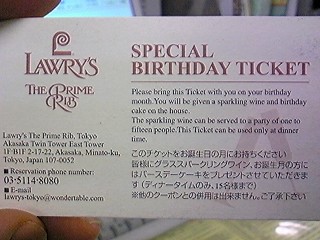 LAWRY'S
THE PRIME
RIB
SPECIAL
BIRTHDAY TICKET
Please bring this Ticket with you on your birthday
month.You will be given a sparkling wine and birthday
cake on the house.
The sparkling wine can be served to a party of one to
fifteen people.This Ticket can be used only at dinner
time.
Lawry's The Prime Rib, Tokyo
Akasaka Twin Tower East Tower
1F·B1F 2-17-22, Akasaka, Minato-ku,
Tokyo, Japan 107-0052
■ Reservation phone number:
03·5114·8080
■ E-mail
lawrys-tokyo@wondertable.com
このチケットをお誕生日の月にお持ちください
皆様にグラススパークリングワイン、お誕生月の方に
はバースデーケーキをプレゼントさせていただきま
す(ディナータイムのみ、15名様まで)
※他のクーポンとの併用は出来ません。ご了承下さい